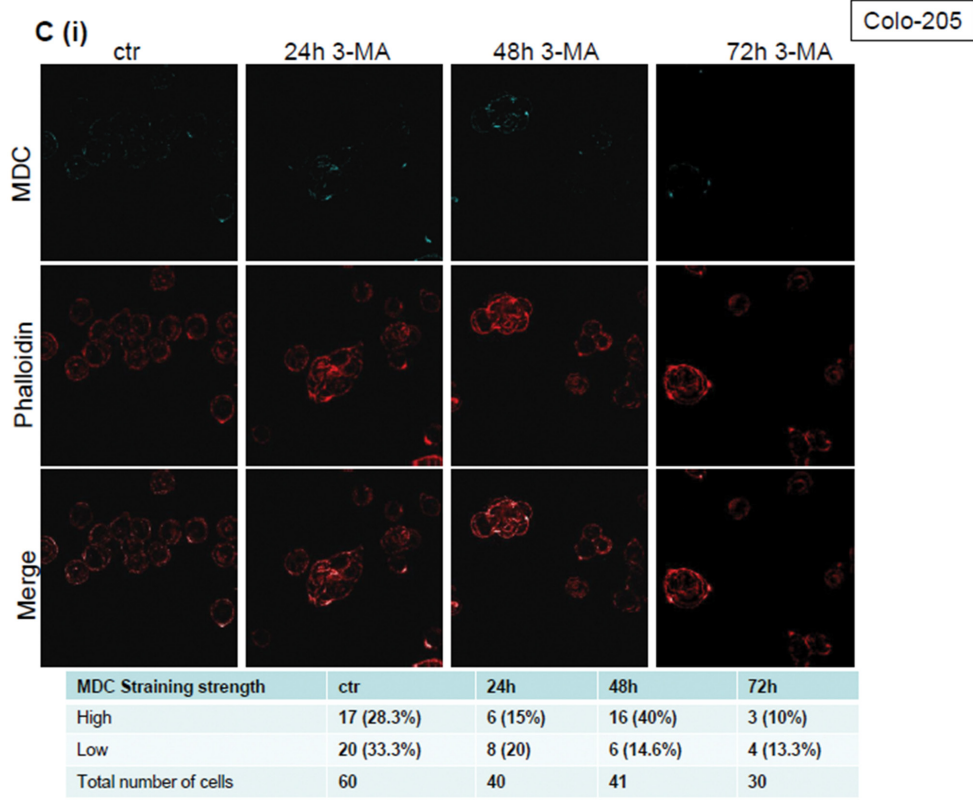 Colo-205
C (i)
ctr 24h 3-MA 48h 3-MA 72h 3-MA
MDC
Phalloidin
Merge
MDC Straining strength ctr 24h 48h 72h
High 17 (28.3%) 6 (15%) 16 (40%) 3 (10%)
Low 20 (33.3%) 8 (20) 6 (14.6%) 4 (13.3%)
Total number of cells 60 40 41 30